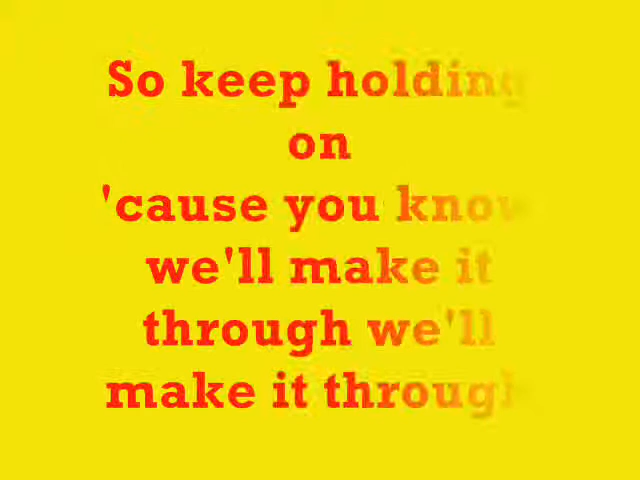 So keep holding
on
'cause you know
we'll make it
through we'll
make it through